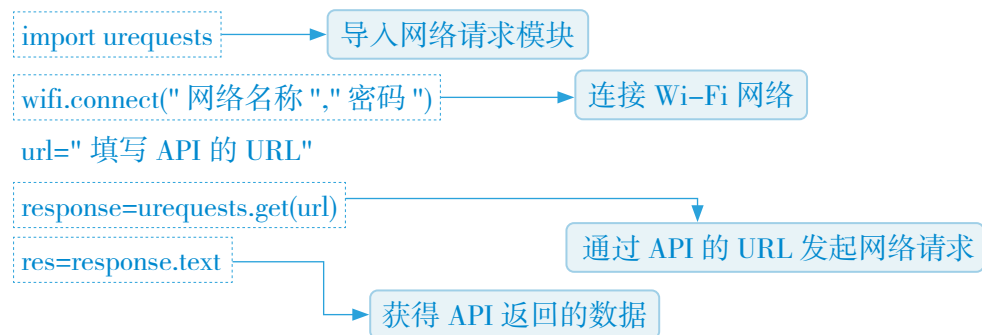 import urequests 导入网络请求模块
wifi.connect("网络名称","密码") 连接 Wi-Fi 网络
url="填写 API 的 URL"
response=urequests.get(url)
通过 API 的 URL 发起网络请求
res=response.text
获得 API 返回的数据